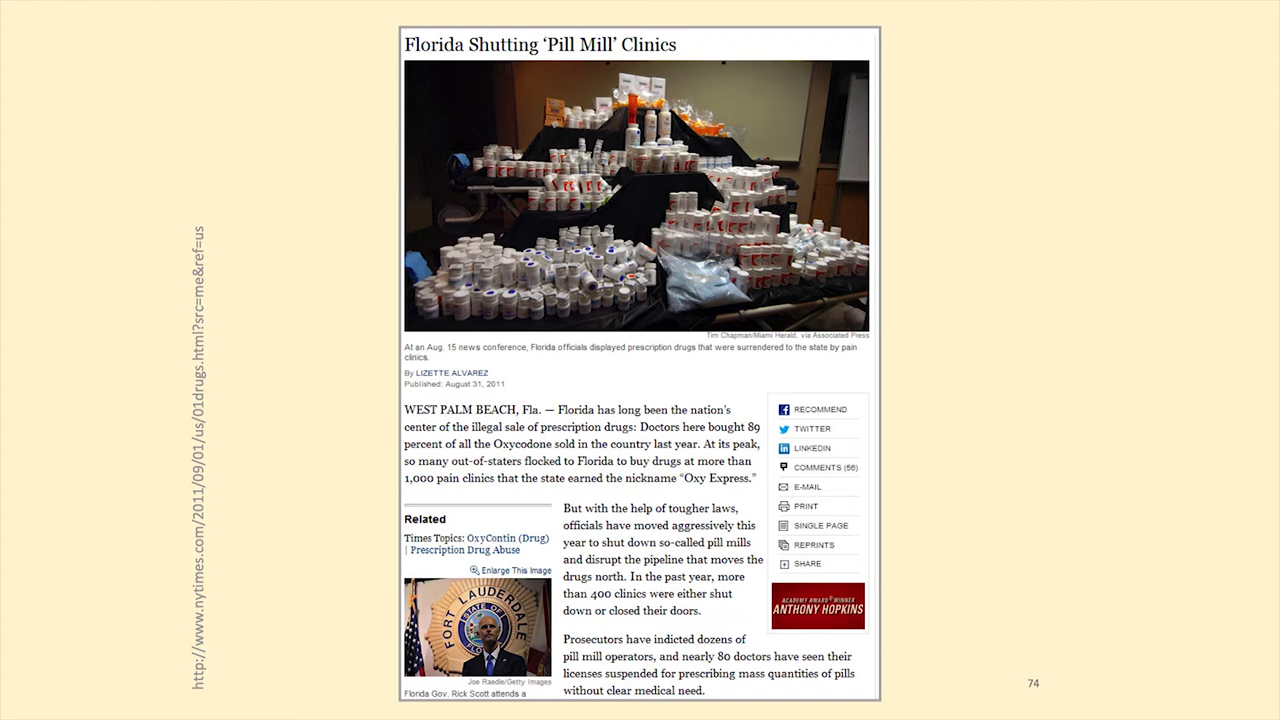 http://www.nytimes.com/2011/09/01/us/01drugs.html?src=me&ref=us
Florida Shutting ‘Pill Mill’ Clinics
Tim Chapman/Miami Herald, via Associated Press
At an Aug. 15 news conference, Florida officials displayed prescription drugs that were surrendered to the state by pain
clinics.
By LIZETTE ALVAREZ
Published: August 31, 2011
WEST PALM BEACH, Fla. — Florida has long been the nation’s
center of the illegal sale of prescription drugs: Doctors here bought 89
percent of all the Oxycodone sold in the country last year. At its peak,
so many out-of-staters flocked to Florida to buy drugs at more than
1,000 pain clinics that the state earned the nickname “Oxy Express.”
RECOMMEND
TWITTER
LINKEDIN
COMMENTS (56)
E-MAIL
PRINT
SINGLE PAGE
REPRINTS
SHARE
ACADEMY AWARD® WINNER
ANTHONY HOPKINS
Related
Times Topics: OxyContin (Drug)
| Prescription Drug Abuse
Enlarge This Image
FORT LAUDERDALE
STATE OF
Joe Raedle/Getty Images
Florida Gov. Rick Scott attends a
But with the help of tougher laws,
officials have moved aggressively this
year to shut down so-called pill mills
and disrupt the pipeline that moves the
drugs north. In the past year, more
than 400 clinics were either shut
down or closed their doors.
Prosecutors have indicted dozens of
pill mill operators, and nearly 80 doctors have seen their
licenses suspended for prescribing mass quantities of pills
without clear medical need.
74